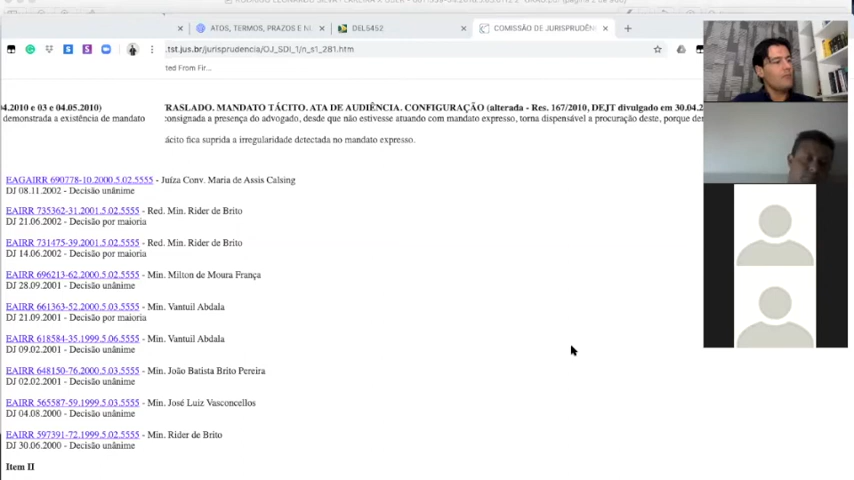 ATOS, TERMOS, PRAZOS E N
DEL5452
COMISSÃO DE JURISPRUDÊN
.tst.jus.br/jurisprudencia/OJ_SDI_1/n_s1_281.htm
ted From Fir...
4.2010 e 03 e 04.05.2010)
RASLADO. MANDATO TÁCITO. ATA DE AUDIÊNCIA. CONFIGURAÇÃO (alterada - Res. 167/2010, DEJT divulgado em 30.04.2
demonstrada a existência de mandato
consignada a presença do advogado, desde que não estivesse atuando com mandato expresso, torna dispensável a procuração deste, porque dem
ácito fica suprida a irregularidade detectada no mandato expresso.
EAGAIRR 690778-10.2000.5.02.5555 - Juíza Conv. Maria de Assis Calsing
DJ 08.11.2002 - Decisão unânime
EAIRR 735362-31.2001.5.02.5555 - Red. Min. Rider de Brito
DJ 21.06.2002 - Decisão por maioria
EAIRR 731475-39.2001.5.02.5555 - Red. Min. Rider de Brito
DJ 14.06.2002 - Decisão por maioria
EAIRR 696213-62.2000.5.02.5555 - Min. Milton de Moura França
DJ 28.09.2001 - Decisão unânime
EAIRR 661363-52.2000.5.03.5555 - Min. Vantuil Abdala
DJ 21.09.2001 - Decisão por maioria
EAIRR 618584-35.1999.5.06.5555 - Min. Vantuil Abdala
DJ 09.02.2001 - Decisão unânime
EAIRR 648150-76.2000.5.03.5555 - Min. João Batista Brito Pereira
DJ 02.02.2001 - Decisão unânime
EAIRR 565587-59.1999.5.03.5555 - Min. José Luiz Vasconcellos
DJ 04.08.2000 - Decisão unânime
EAIRR 597391-72.1999.5.02.5555 - Min. Rider de Brito
DJ 30.06.2000 - Decisão unânime
Item II